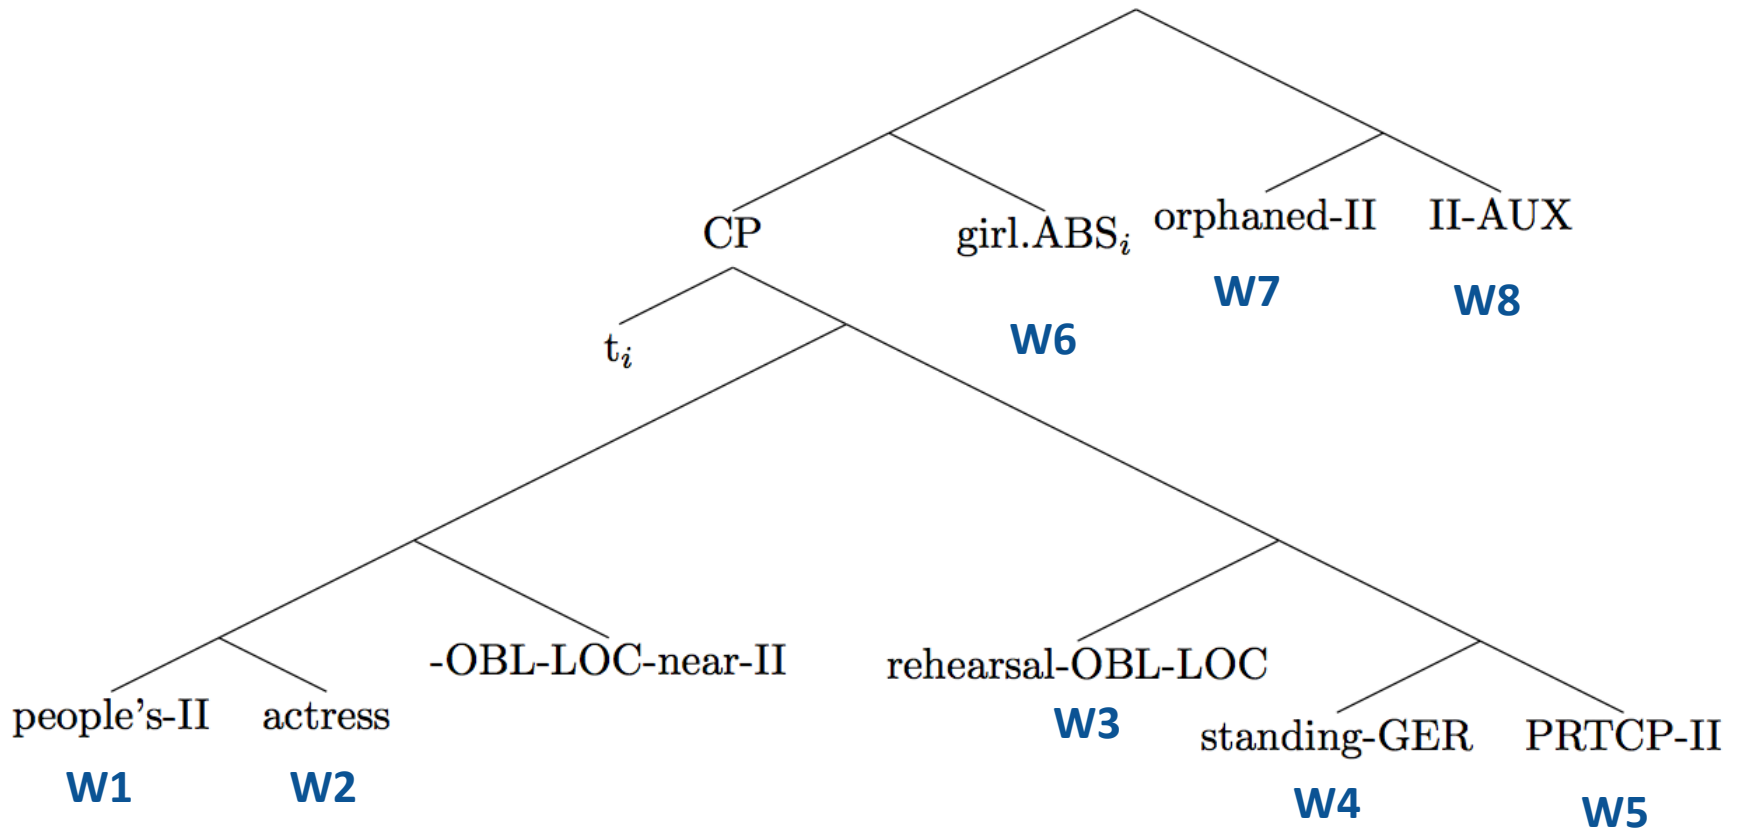 CP
girl.ABSi
orphaned-II
II-AUX
W7
W8
ti
W6
-OBL-LOC-near-II
rehearsal-OBL-LOC
people's-II
actress
W3
standing-GER
PRTCP-II
W1
W2
W4
W5